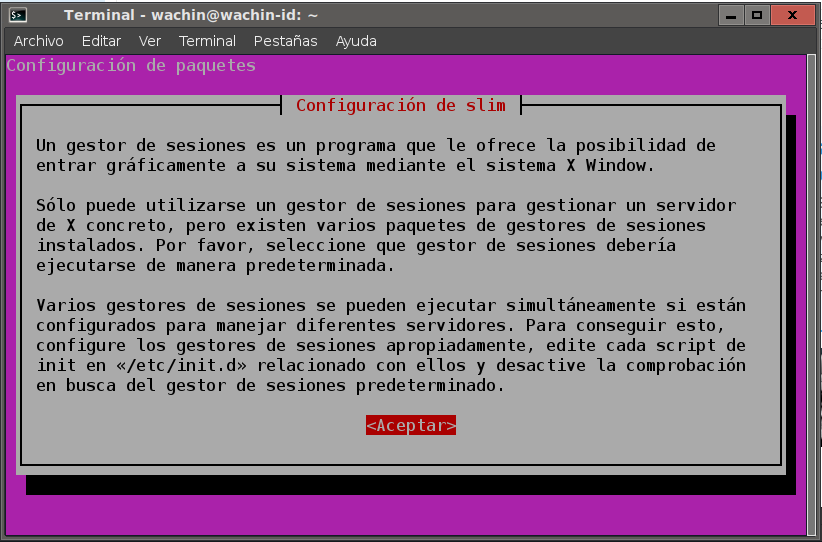 Terminal - wachin@wachin-id: ~
Archivo Editar Ver Terminal Pestañas Ayuda
Configuración de paquetes
Configuración de slim
Un gestor de sesiones es un programa que le ofrece la posibilidad de
entrar gráficamente a su sistema mediante el sistema X Window.
Sólo puede utilizarse un gestor de sesiones para gestionar un servidor
de X concreto, pero existen varios paquetes de gestores de sesiones
instalados. Por favor, seleccione que gestor de sesiones debería
ejecutarse de manera predeterminada.
Varios gestores de sesiones se pueden ejecutar simultáneamente si están
configurados para manejar diferentes servidores. Para conseguir esto,
configure los gestores de sesiones apropiadamente, edite cada script de
init en «/etc/init.d» relacionado con ellos y desactive la comprobación
en busca del gestor de sesiones predeterminado.
<Aceptar>